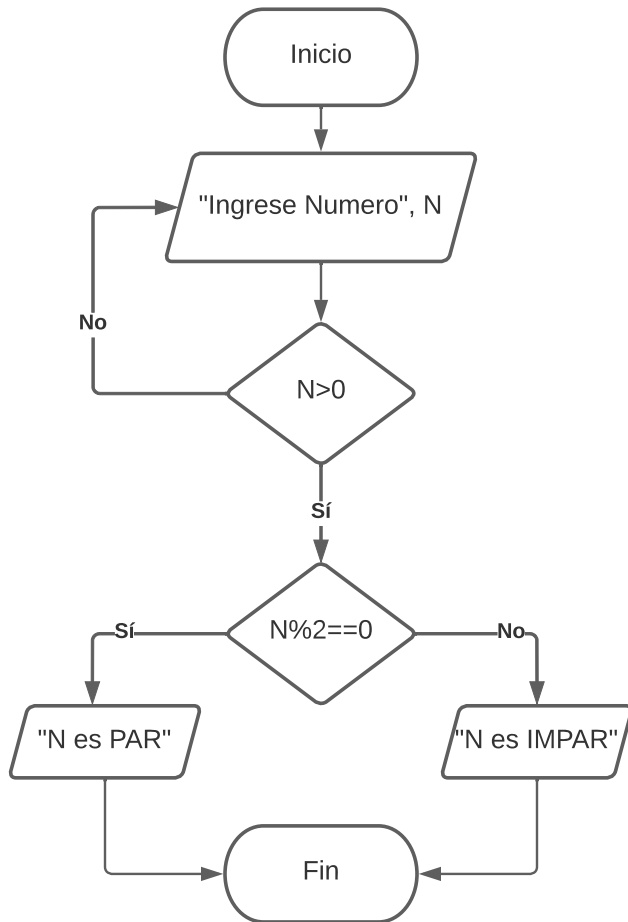 Inicio
"Ingrese Numero", N
No
N>0
Sí
N%2==0
Sí
No
"N es PAR"
"N es IMPAR"
Fin